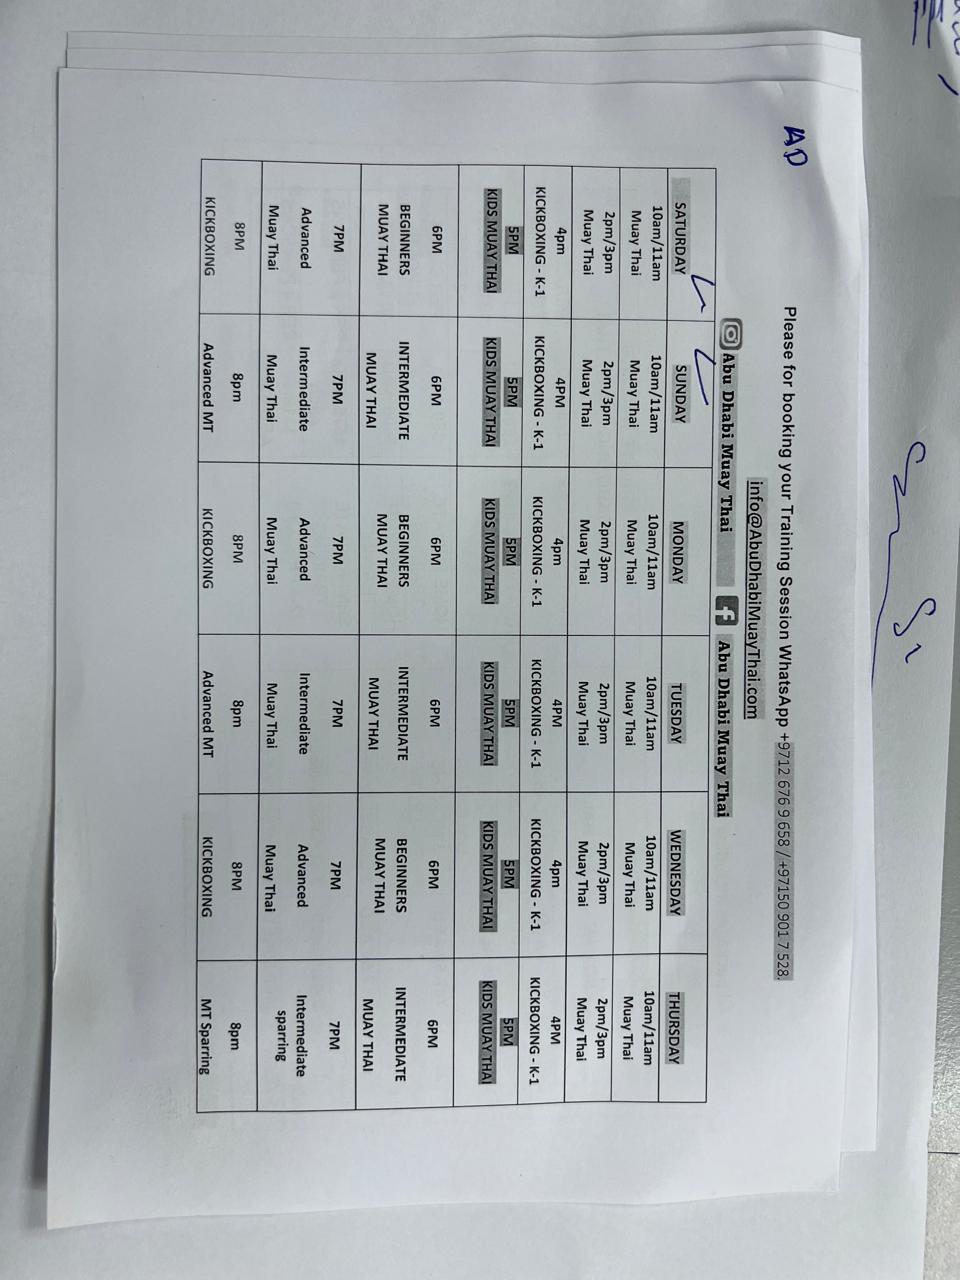 AD
Please for booking your Training Session WhatsApp +9712 676 9 658 / +97150 901 7 528.
info@AbuDhabiMuayThai.com
Abu Dhabi Muay Thai Abu Dhabi Muay Thai
SATURDAY SUNDAY MONDAY TUESDAY WEDNESDAY THURSDAY
10am/11am 10am/11am 10am/11am 10am/11am 10am/11am 10am/11am
Muay Thai Muay Thai Muay Thai Muay Thai Muay Thai Muay Thai
2pm/3pm 2pm/3pm 2pm/3pm 2pm/3pm 2pm/3pm 2pm/3pm
Muay Thai Muay Thai Muay Thai Muay Thai Muay Thai Muay Thai
4pm 4PM 4pm 4PM 4pm 4PM
KICKBOXING - K-1 KICKBOXING - K-1 KICKBOXING - K-1 KICKBOXING - K-1 KICKBOXING - K-1 KICKBOXING - K-1
5PM 5PM 5PM 5PM 5PM 5PM
KIDS MUAY THAI KIDS MUAY THAI KIDS MUAY THAI KIDS MUAY THAI KIDS MUAY THAI KIDS MUAY THAI
6PM 6PM 6PM 6PM 6PM 6PM
BEGINNERS INTERMEDIATE BEGINNERS INTERMEDIATE BEGINNERS INTERMEDIATE
MUAY THAI MUAY THAI MUAY THAI MUAY THAI MUAY THAI MUAY THAI
7PM 7PM 7PM 7PM 7PM 7PM
Advanced Intermediate Advanced Intermediate Advanced Intermediate
Muay Thai Muay Thai Muay Thai Muay Thai Muay Thai sparring
8PM 8pm 8PM 8pm 8PM 8pm
KICKBOXING Advanced MT KICKBOXING Advanced MT KICKBOXING MT Sparring